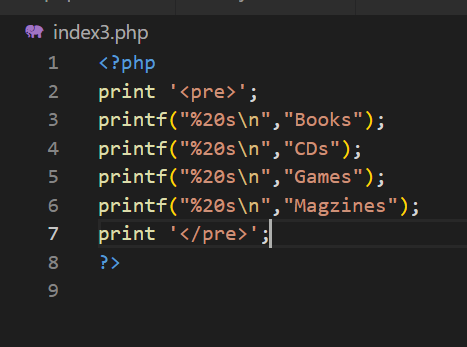 index3.php
1 <?php
2 print '<pre>';
3 printf("%20s\n","Books");
4 printf("%20s\n","CDs");
5 printf("%20s\n","Games");
6 printf("%20s\n","Magzines");
7 print '</pre>';
8 ?>
9